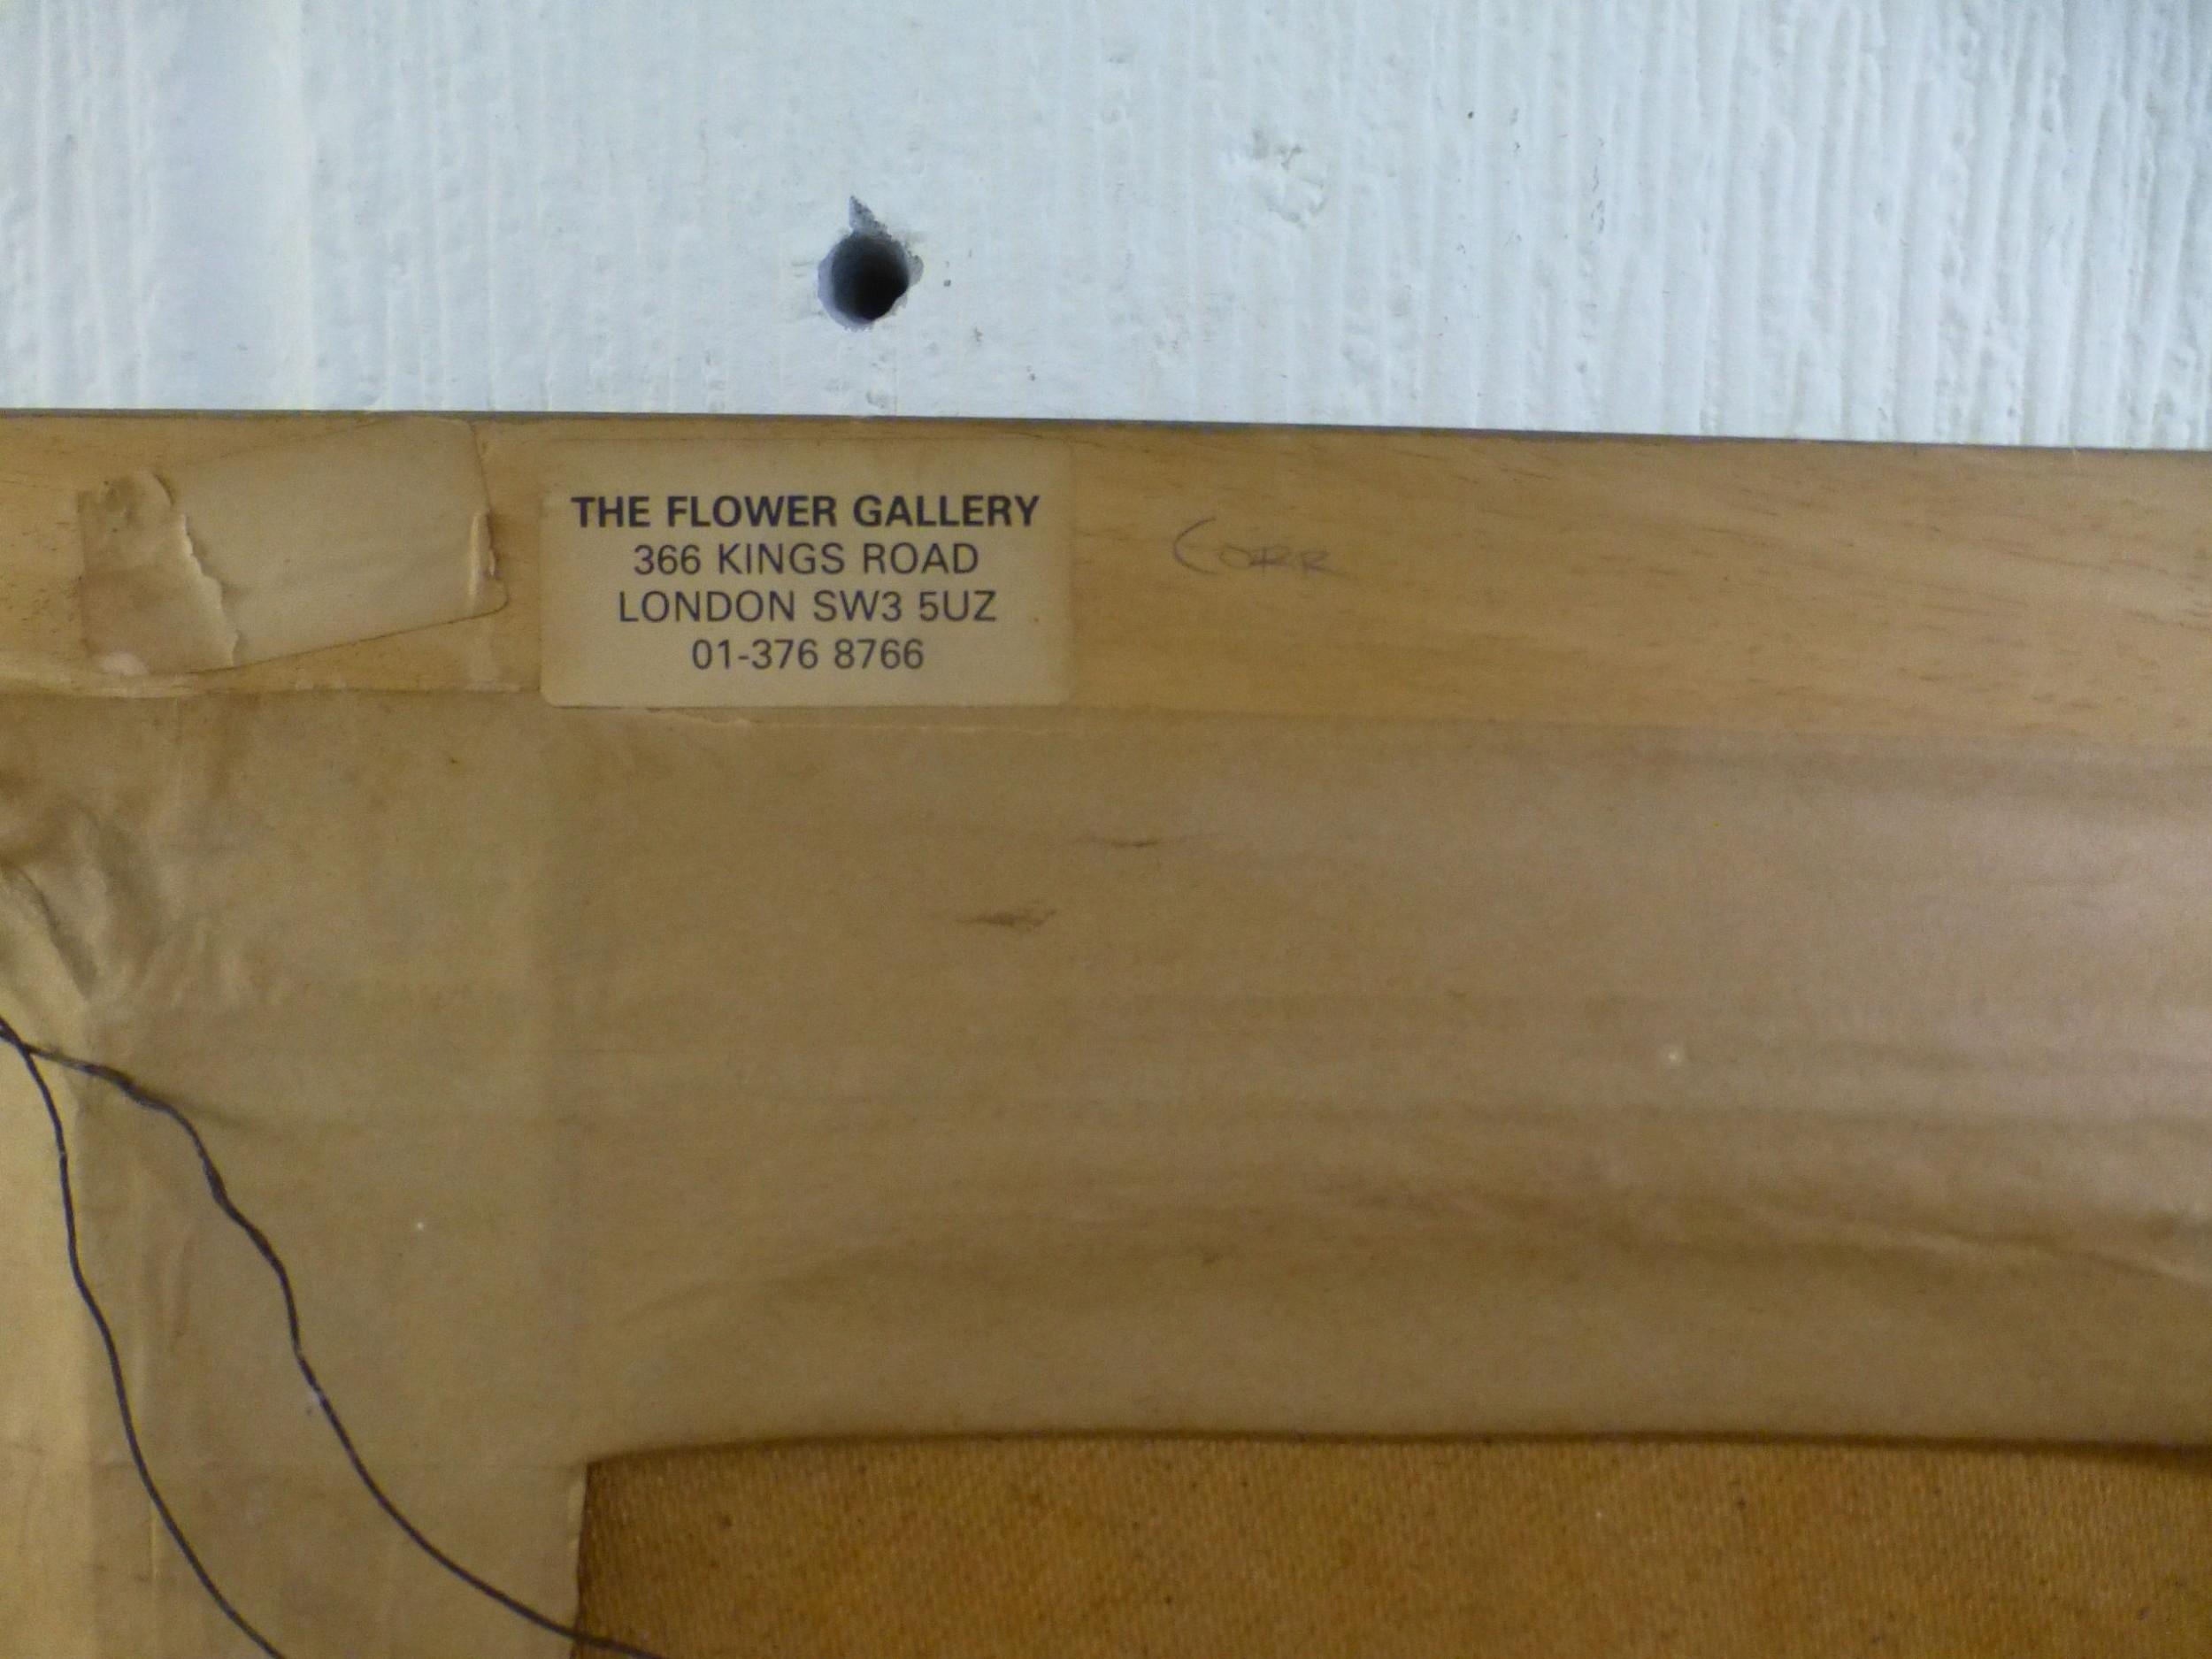 THE FLOWER GALLERY
366 KINGS ROAD
LONDON SW3 5UZ
01-376 8766
CORR